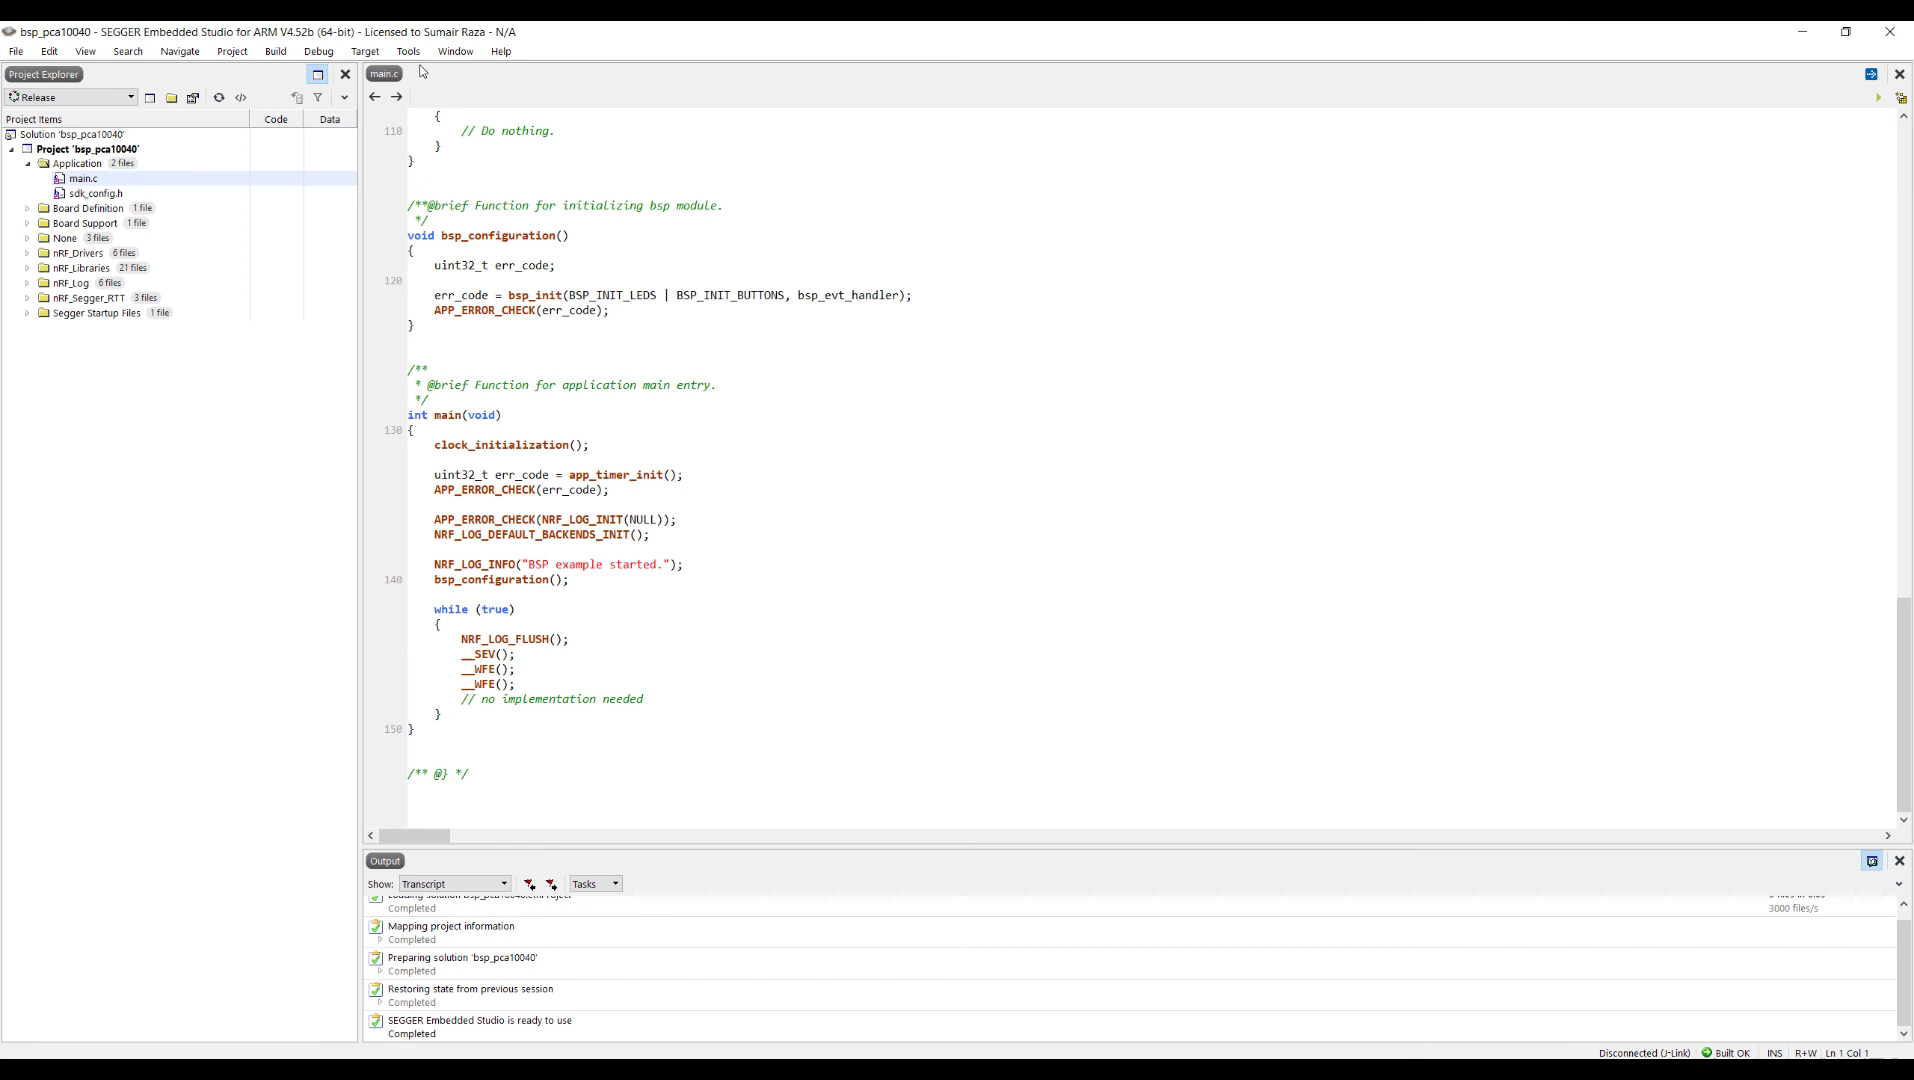 bsp_pca10040 - SEGGER Embedded Studio for ARM V4.52b (64-bit) - Licensed to Sumair Raza - N/A
File Edit View Search Navigate Project Build Debug Target Tools Window Help
Project Explorer
Release
Project Items Code Data
Solution 'bsp_pca10040'
Project 'bsp_pca10040'
Application 2 files
main.c
sdk_config.h
Board Definition 1 file
Board Support 1 file
None 3 files
nRF_Drivers 6 files
nRF_Libraries 21 files
nRF_Log 6 files
nRF_Segger_RTT 3 files
Segger Startup Files 1 file
main.c
{
110 // Do nothing.
}
}
/**@brief Function for initializing bsp module.
*/
void bsp_configuration()
{
uint32_t err_code;
120
err_code = bsp_init(BSP_INIT_LEDS | BSP_INIT_BUTTONS, bsp_evt_handler);
APP_ERROR_CHECK(err_code);
}
/**
* @brief Function for application main entry.
*/
int main(void)
130 {
clock_initialization();
uint32_t err_code = app_timer_init();
APP_ERROR_CHECK(err_code);
APP_ERROR_CHECK(NRF_LOG_INIT(NULL));
NRF_LOG_DEFAULT_BACKENDS_INIT();
NRF_LOG_INFO("BSP example started.");
140 bsp_configuration();
while (true)
{
NRF_LOG_FLUSH();
__SEV();
__WFE();
__WFE();
// no implementation needed
}
150 }
/** @} */
Output
Show: Transcript Tasks
Completed 3000 files/s
Mapping project information
Completed
Preparing solution 'bsp_pca10040'
Completed
Restoring state from previous session
Completed
SEGGER Embedded Studio is ready to use
Completed
Disconnected (J-Link) Built OK INS R+W Ln 1 Col 1